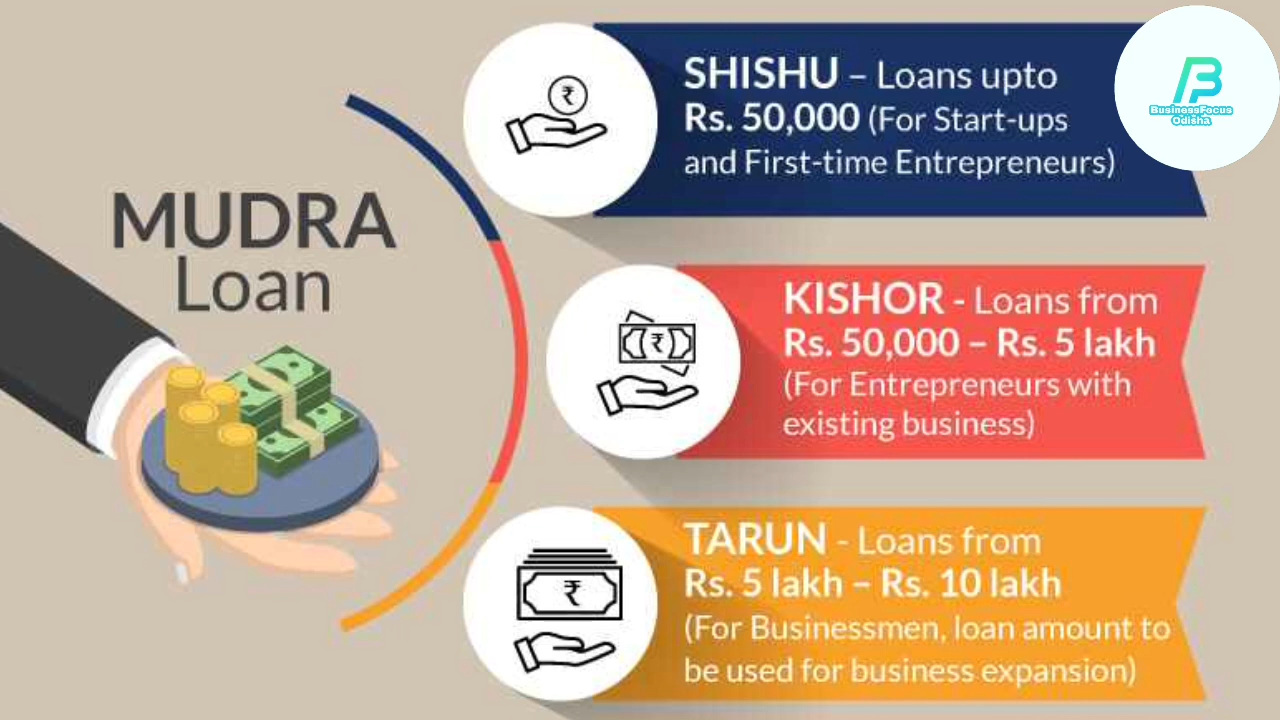 MUDRA
Loan
SHISHU – Loans upto
Rs. 50,000 (For Start-ups
and First-time Entrepreneurs)
KISHOR - Loans from
Rs. 50,000 – Rs. 5 lakh
(For Entrepreneurs with
existing business)
TARUN - Loans from
Rs. 5 lakh – Rs. 10 lakh
(For Businessmen, loan amount to
be used for business expansion)
BusinessFocus
Odisha
₹
₹
₹